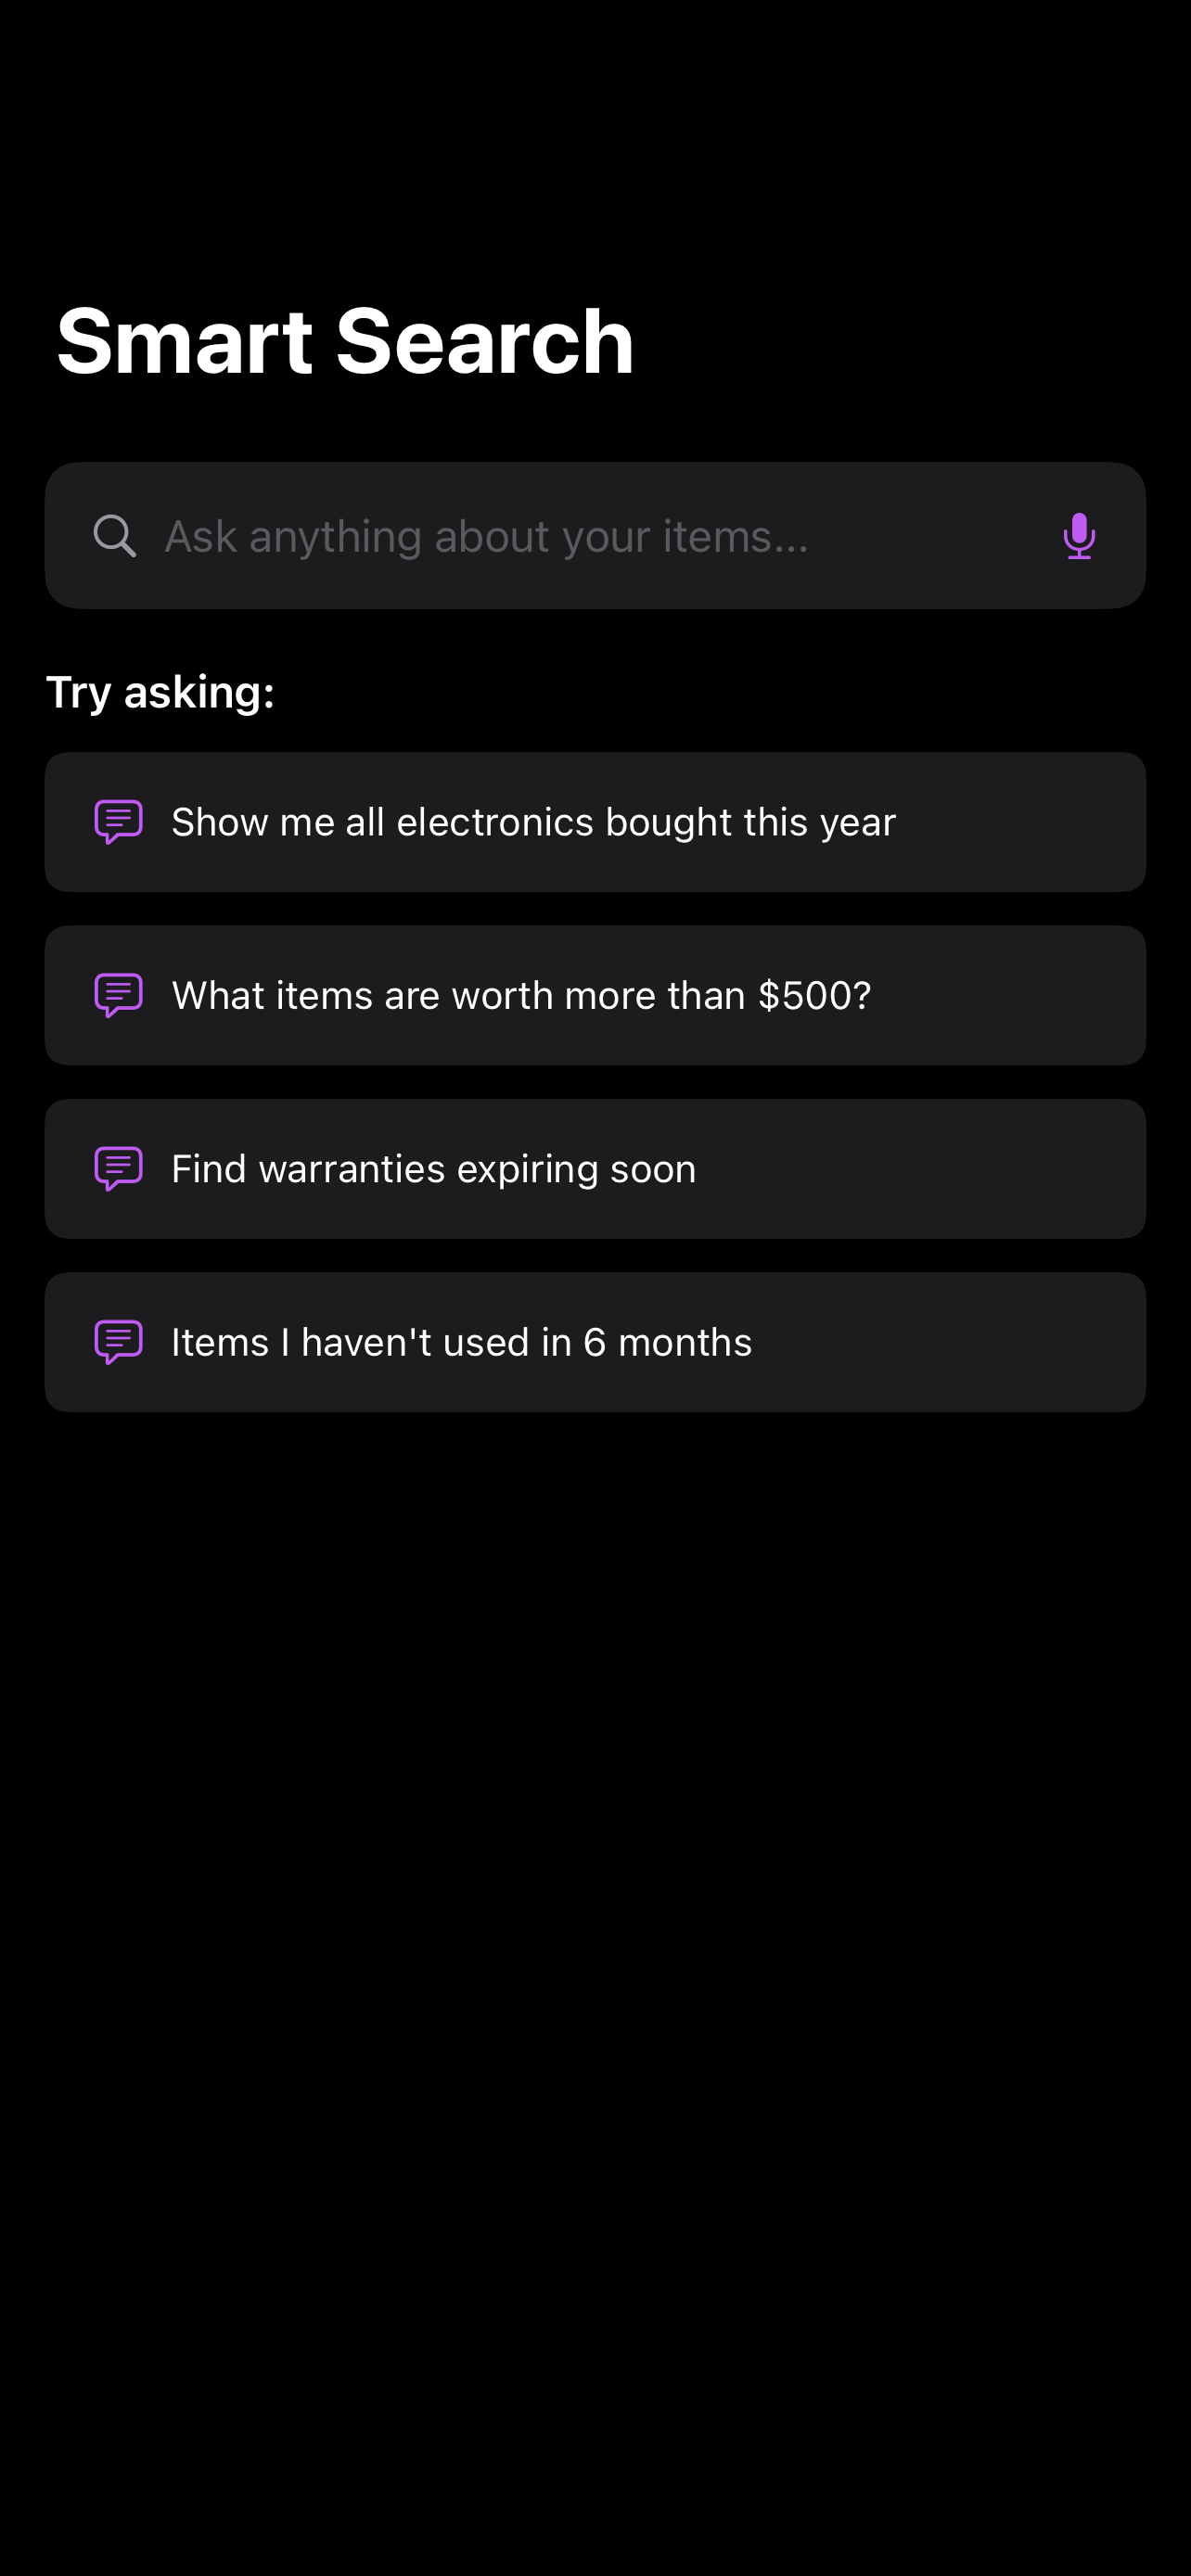 Smart Search
Ask anything about your items...
Try asking:
Show me all electronics bought this year
What items are worth more than $500?
Find warranties expiring soon
Items I haven't used in 6 months